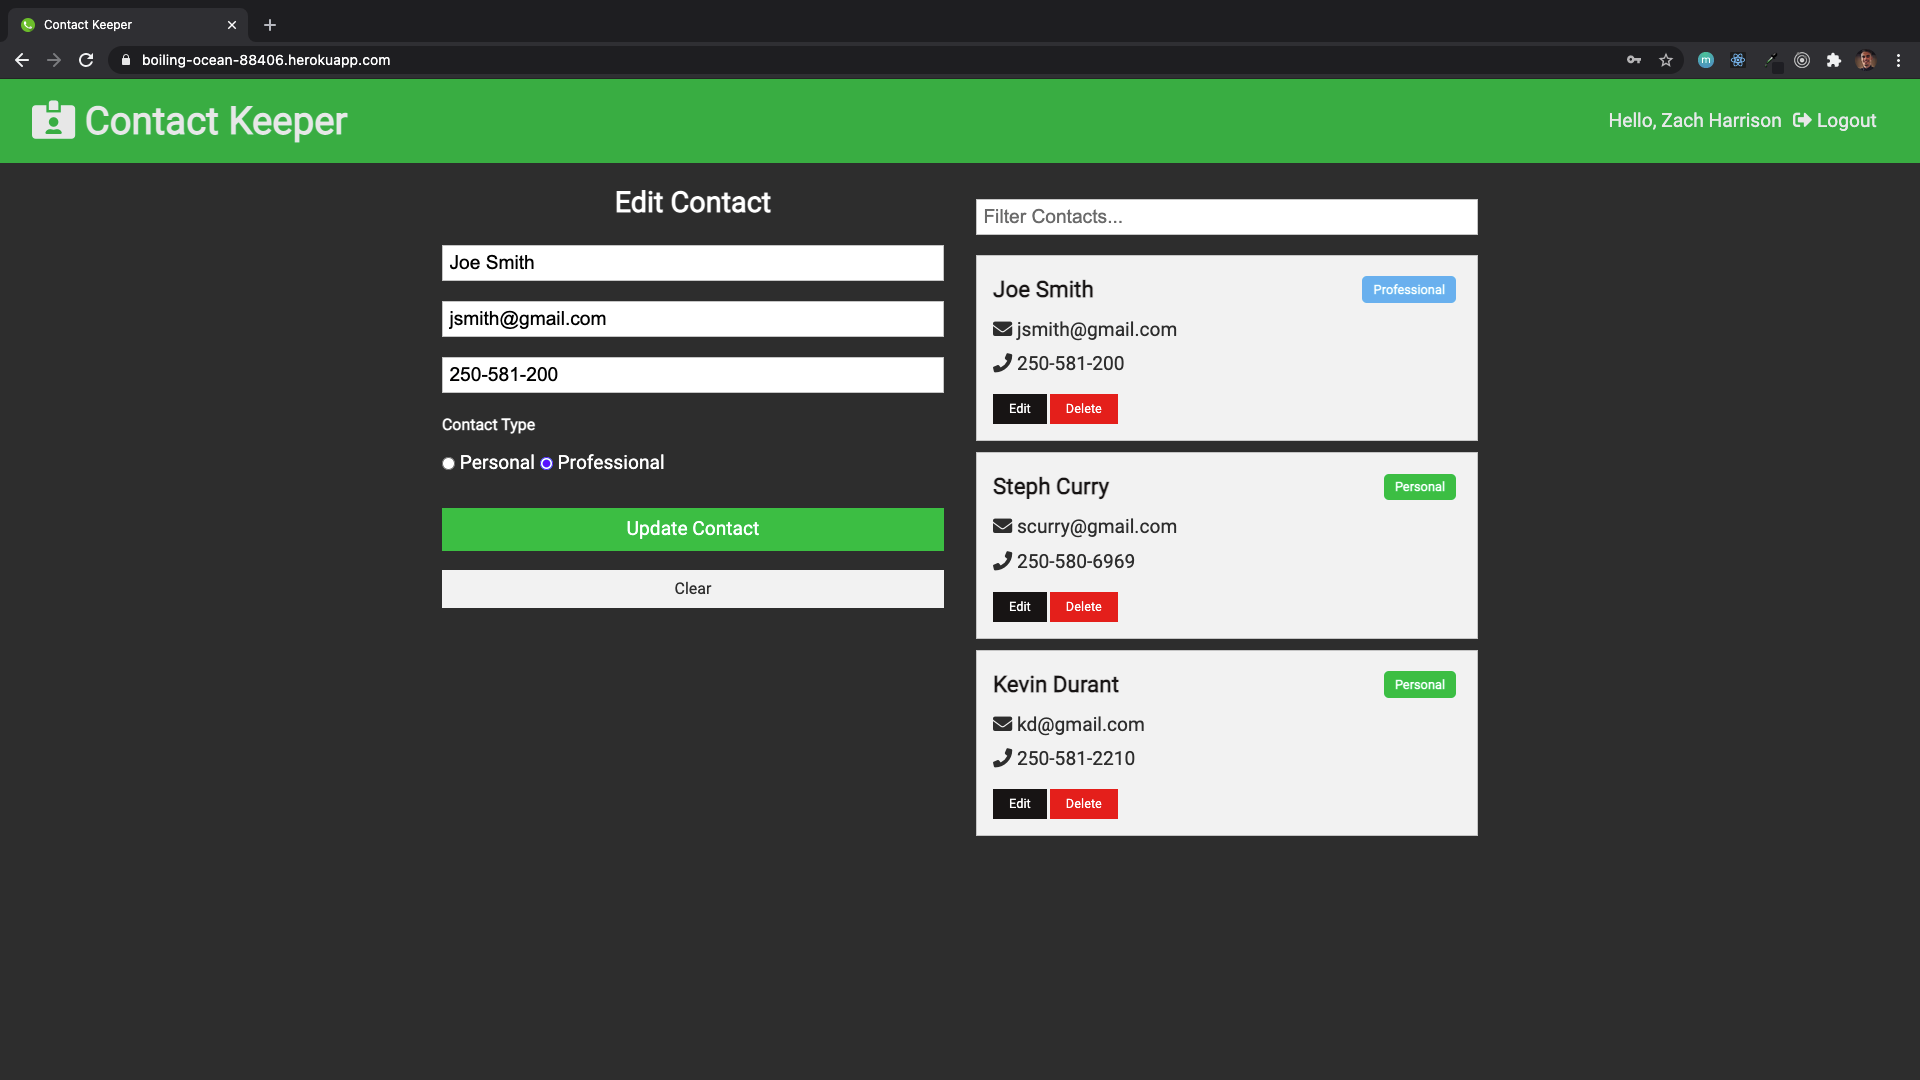 Contact Keeper
boiling-ocean-88406.herokuapp.com
m
Contact Keeper
Hello, Zach Harrison Logout
Edit Contact
Joe Smith
jsmith@gmail.com
250-581-200
Contact Type
Personal Professional
Update Contact
Clear
Filter Contacts...
Joe Smith
Professional
jsmith@gmail.com
250-581-200
Edit Delete
Steph Curry
Personal
scurry@gmail.com
250-580-6969
Edit Delete
Kevin Durant
Personal
kd@gmail.com
250-581-2210
Edit Delete